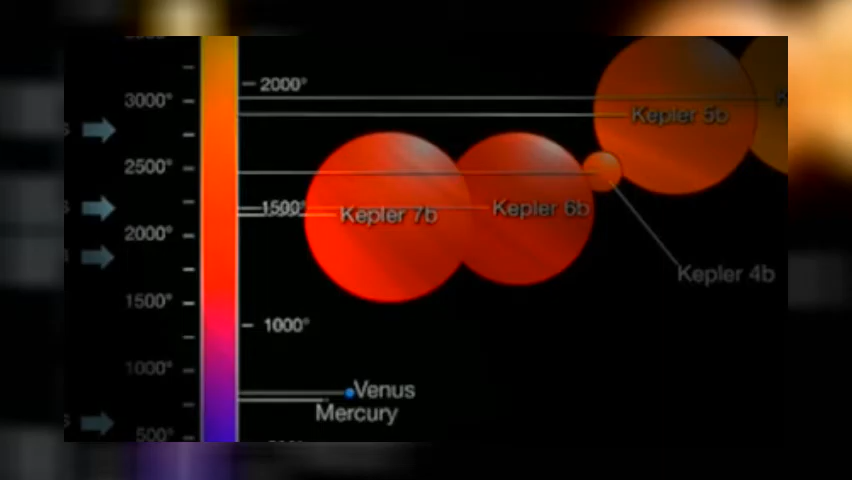 2000°
3000°
Kepler 5b
2500°
1500°
Kepler 7b
Kepler 6b
2000°
Kepler 4b
1500°
1000°
1000°
Venus
Mercury
500°